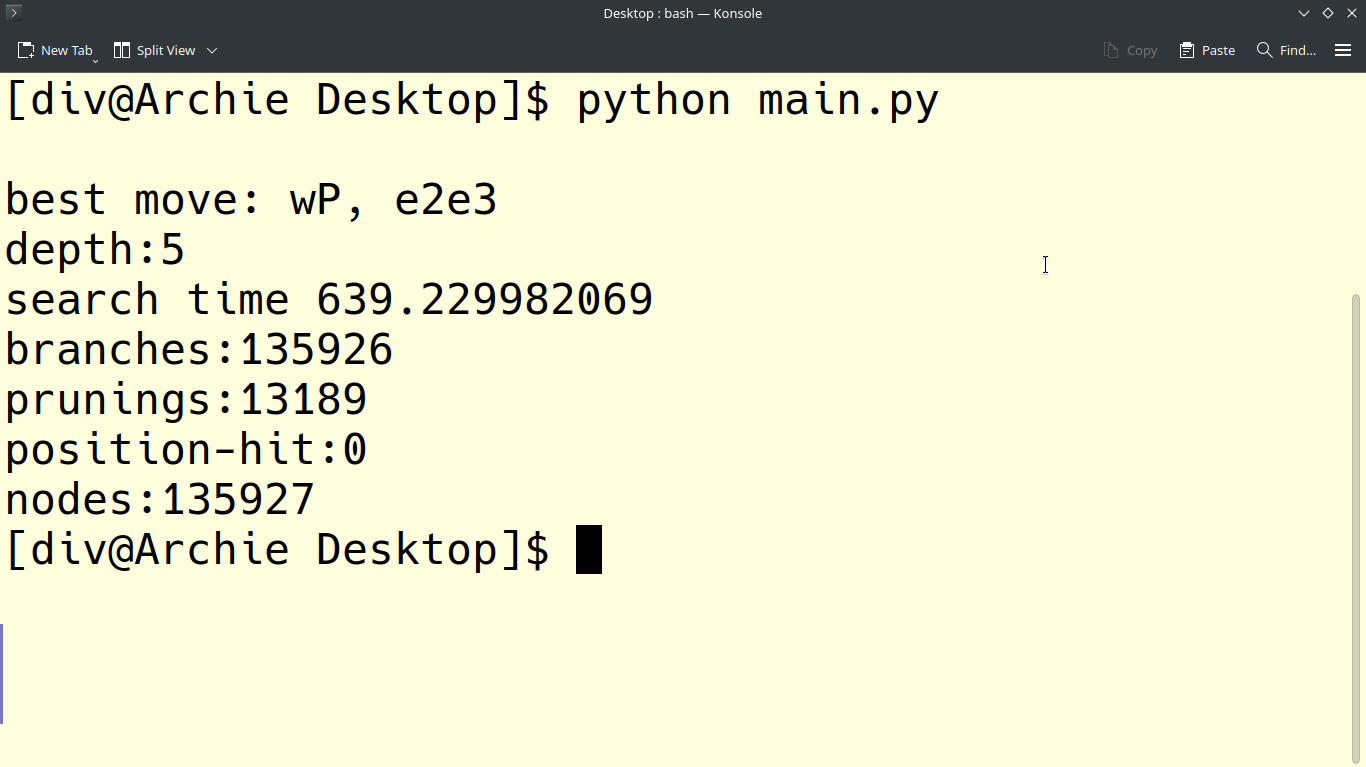 Desktop : bash — Konsole
New Tab Split View Copy Paste Find...
[div@Archie Desktop]$ python main.py
best move: wP, e2e3
depth:5
search time 639.229982069
branches:135926
prunings:13189
position-hit:0
nodes:135927
[div@Archie Desktop]$